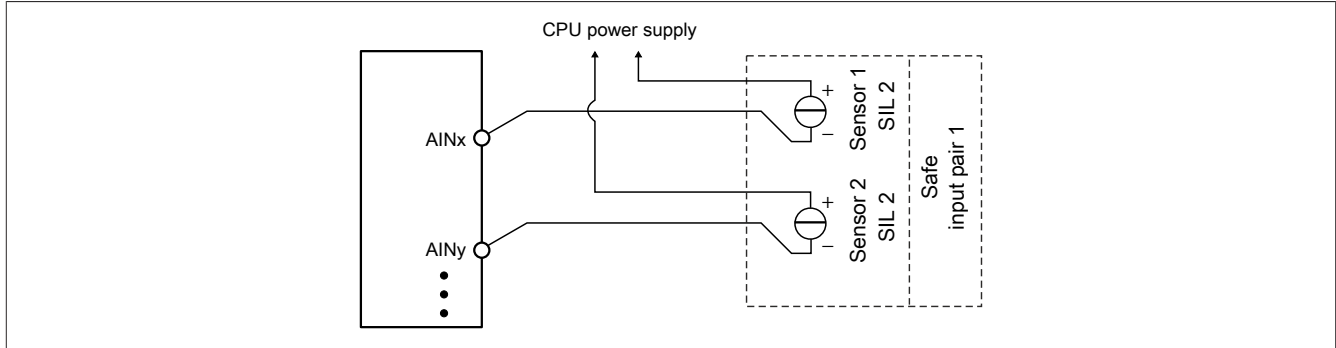 CPU power supply
AINx
+
−
Sensor 1
SIL 2
AINy
+
−
Sensor 2
SIL 2
Safe
input pair 1